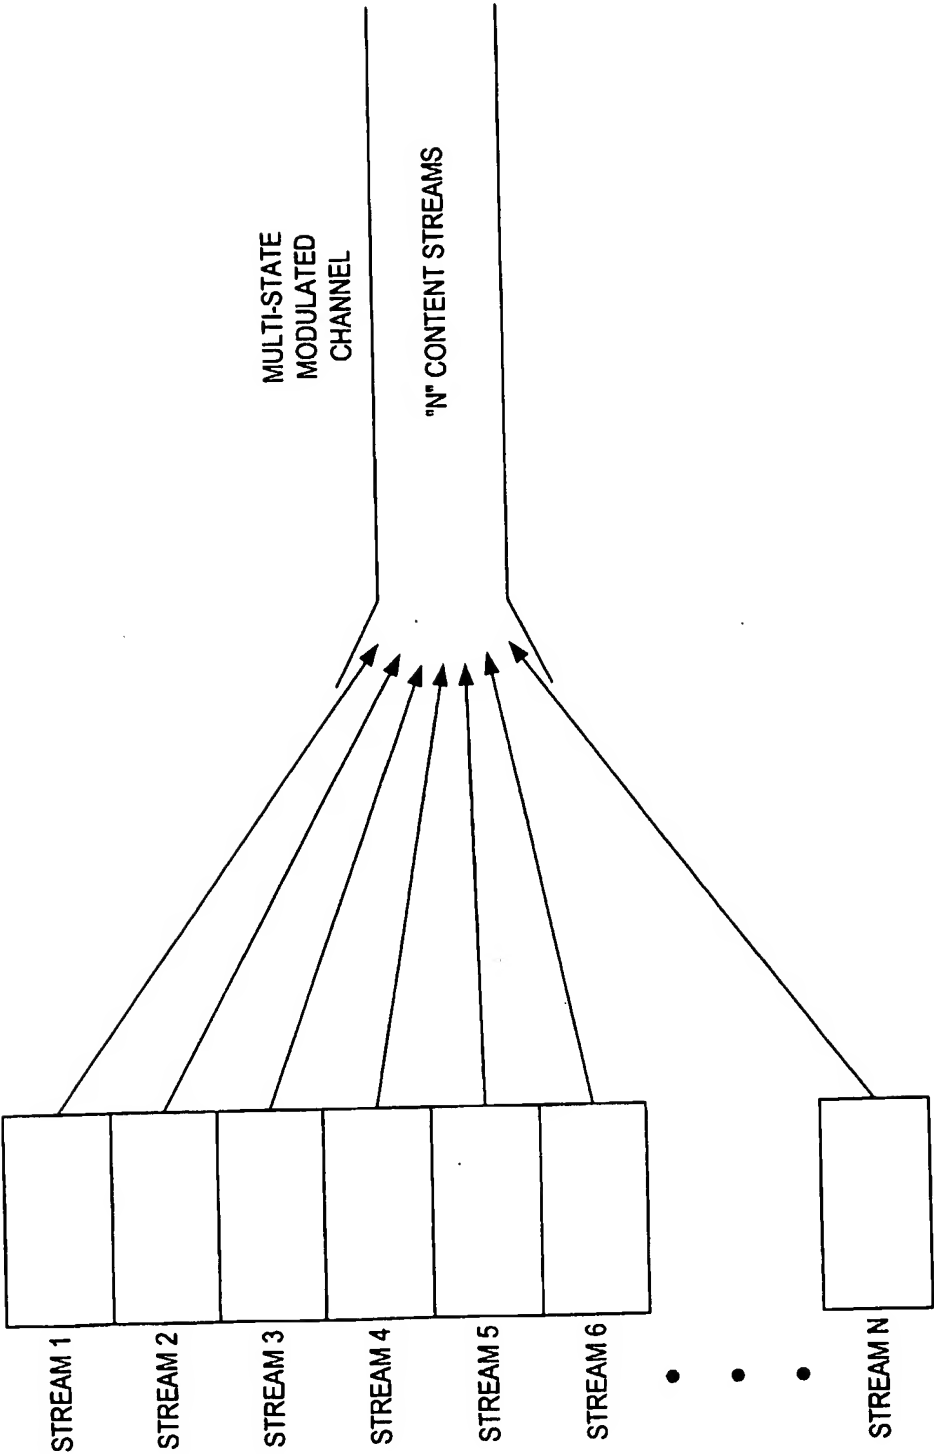 MULTI-STATE
MODULATED
CHANNEL
"N" CONTENT STREAMS
STREAM 1
STREAM 2
STREAM 3
STREAM 4
STREAM 5
STREAM 6
STREAM N